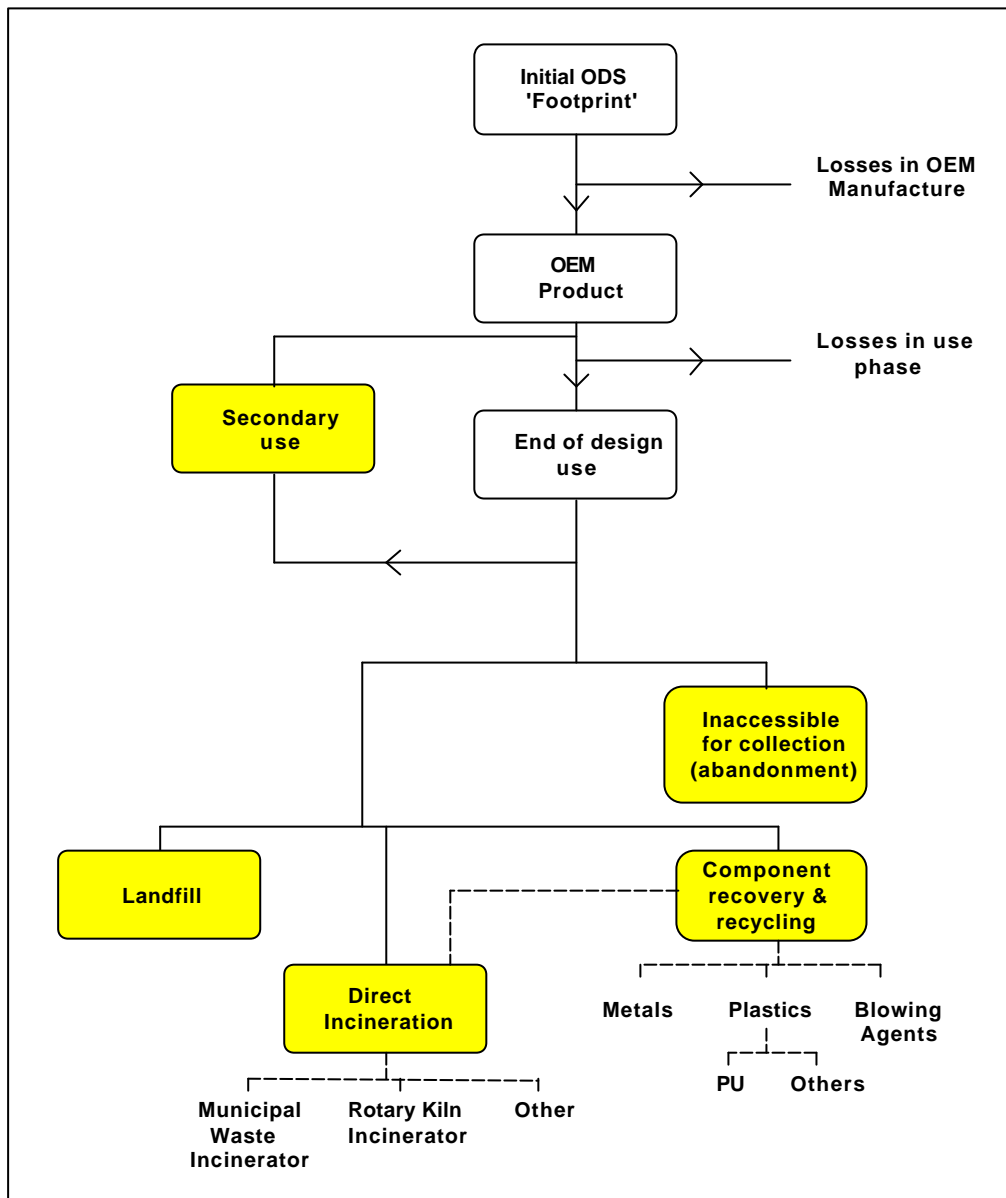 Initial ODS
'Footprint'
Losses in OEM
Manufacture
OEM
Product
Losses in use
phase
Secondary
use
End of design
use
Inaccessible
for collection
(abandonment)
Landfill
Component
recovery &
recycling
Direct
Incineration
Metals
Plastics
Blowing
Agents
PU
Others
Municipal
Waste
Incinerator
Rotary Kiln
Incinerator
Other